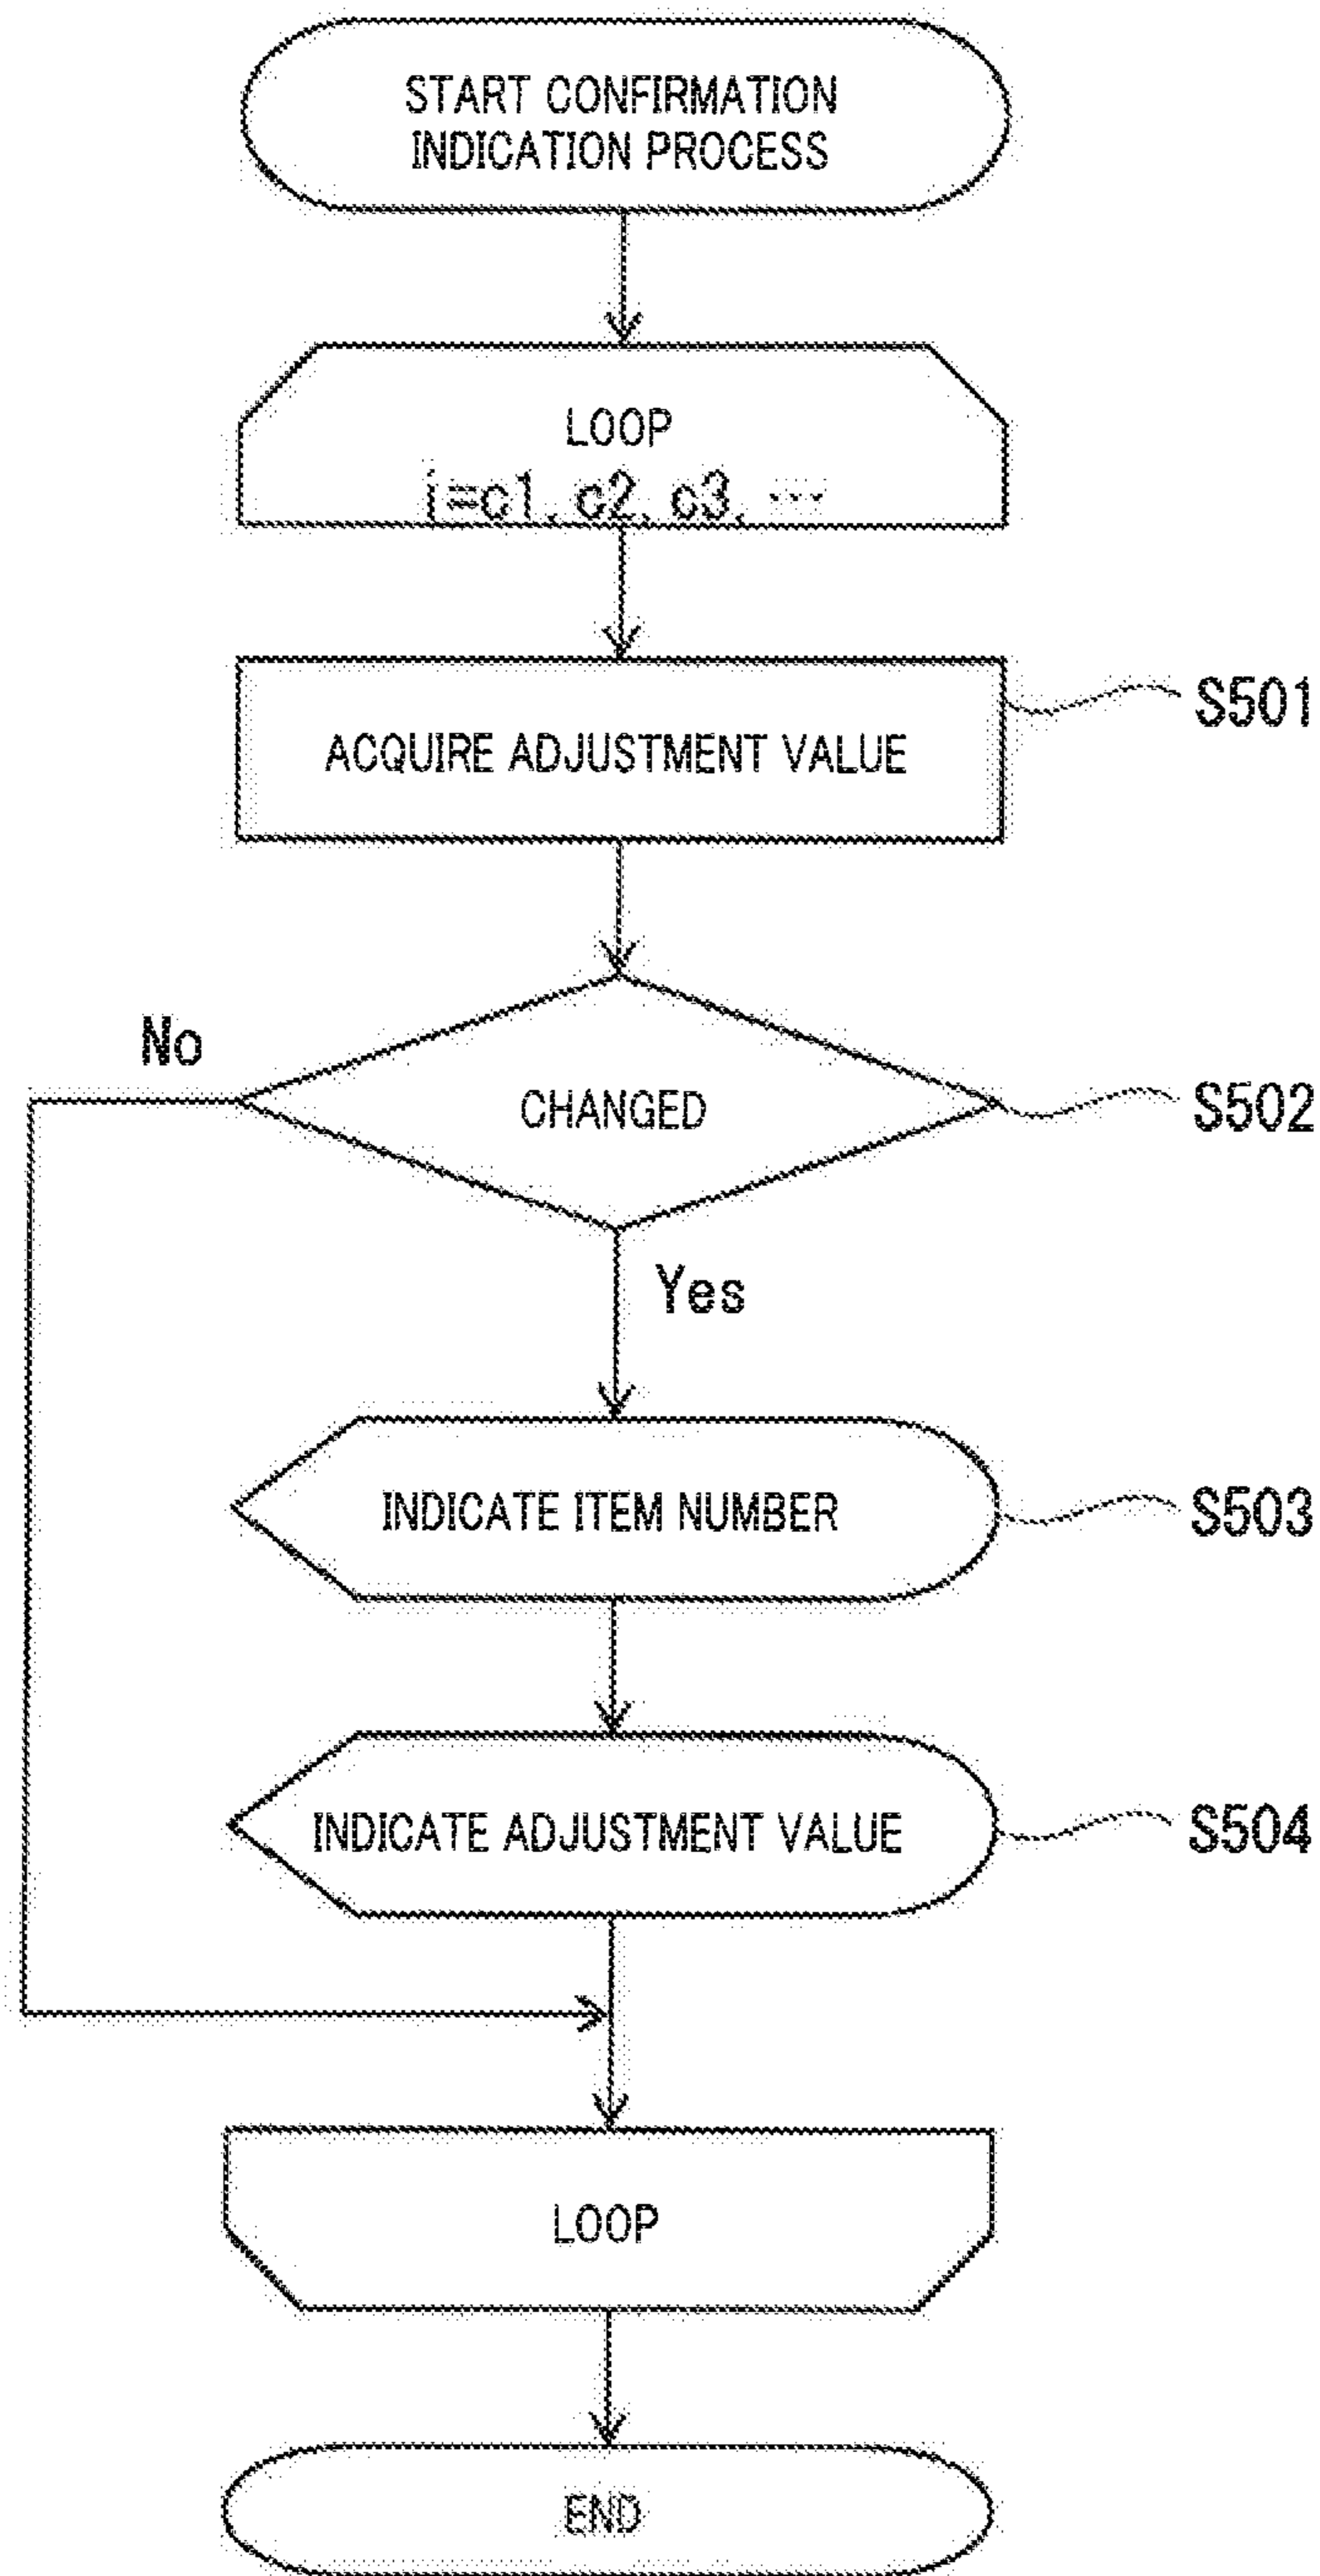 START CONFIRMATION
INDICATION PROCESS
LOOP
i=c1, c2, c3, …
ACQUIRE ADJUSTMENT VALUE
S501
CHANGED
No
S502
Yes
INDICATE ITEM NUMBER
S503
INDICATE ADJUSTMENT VALUE
S504
LOOP
END